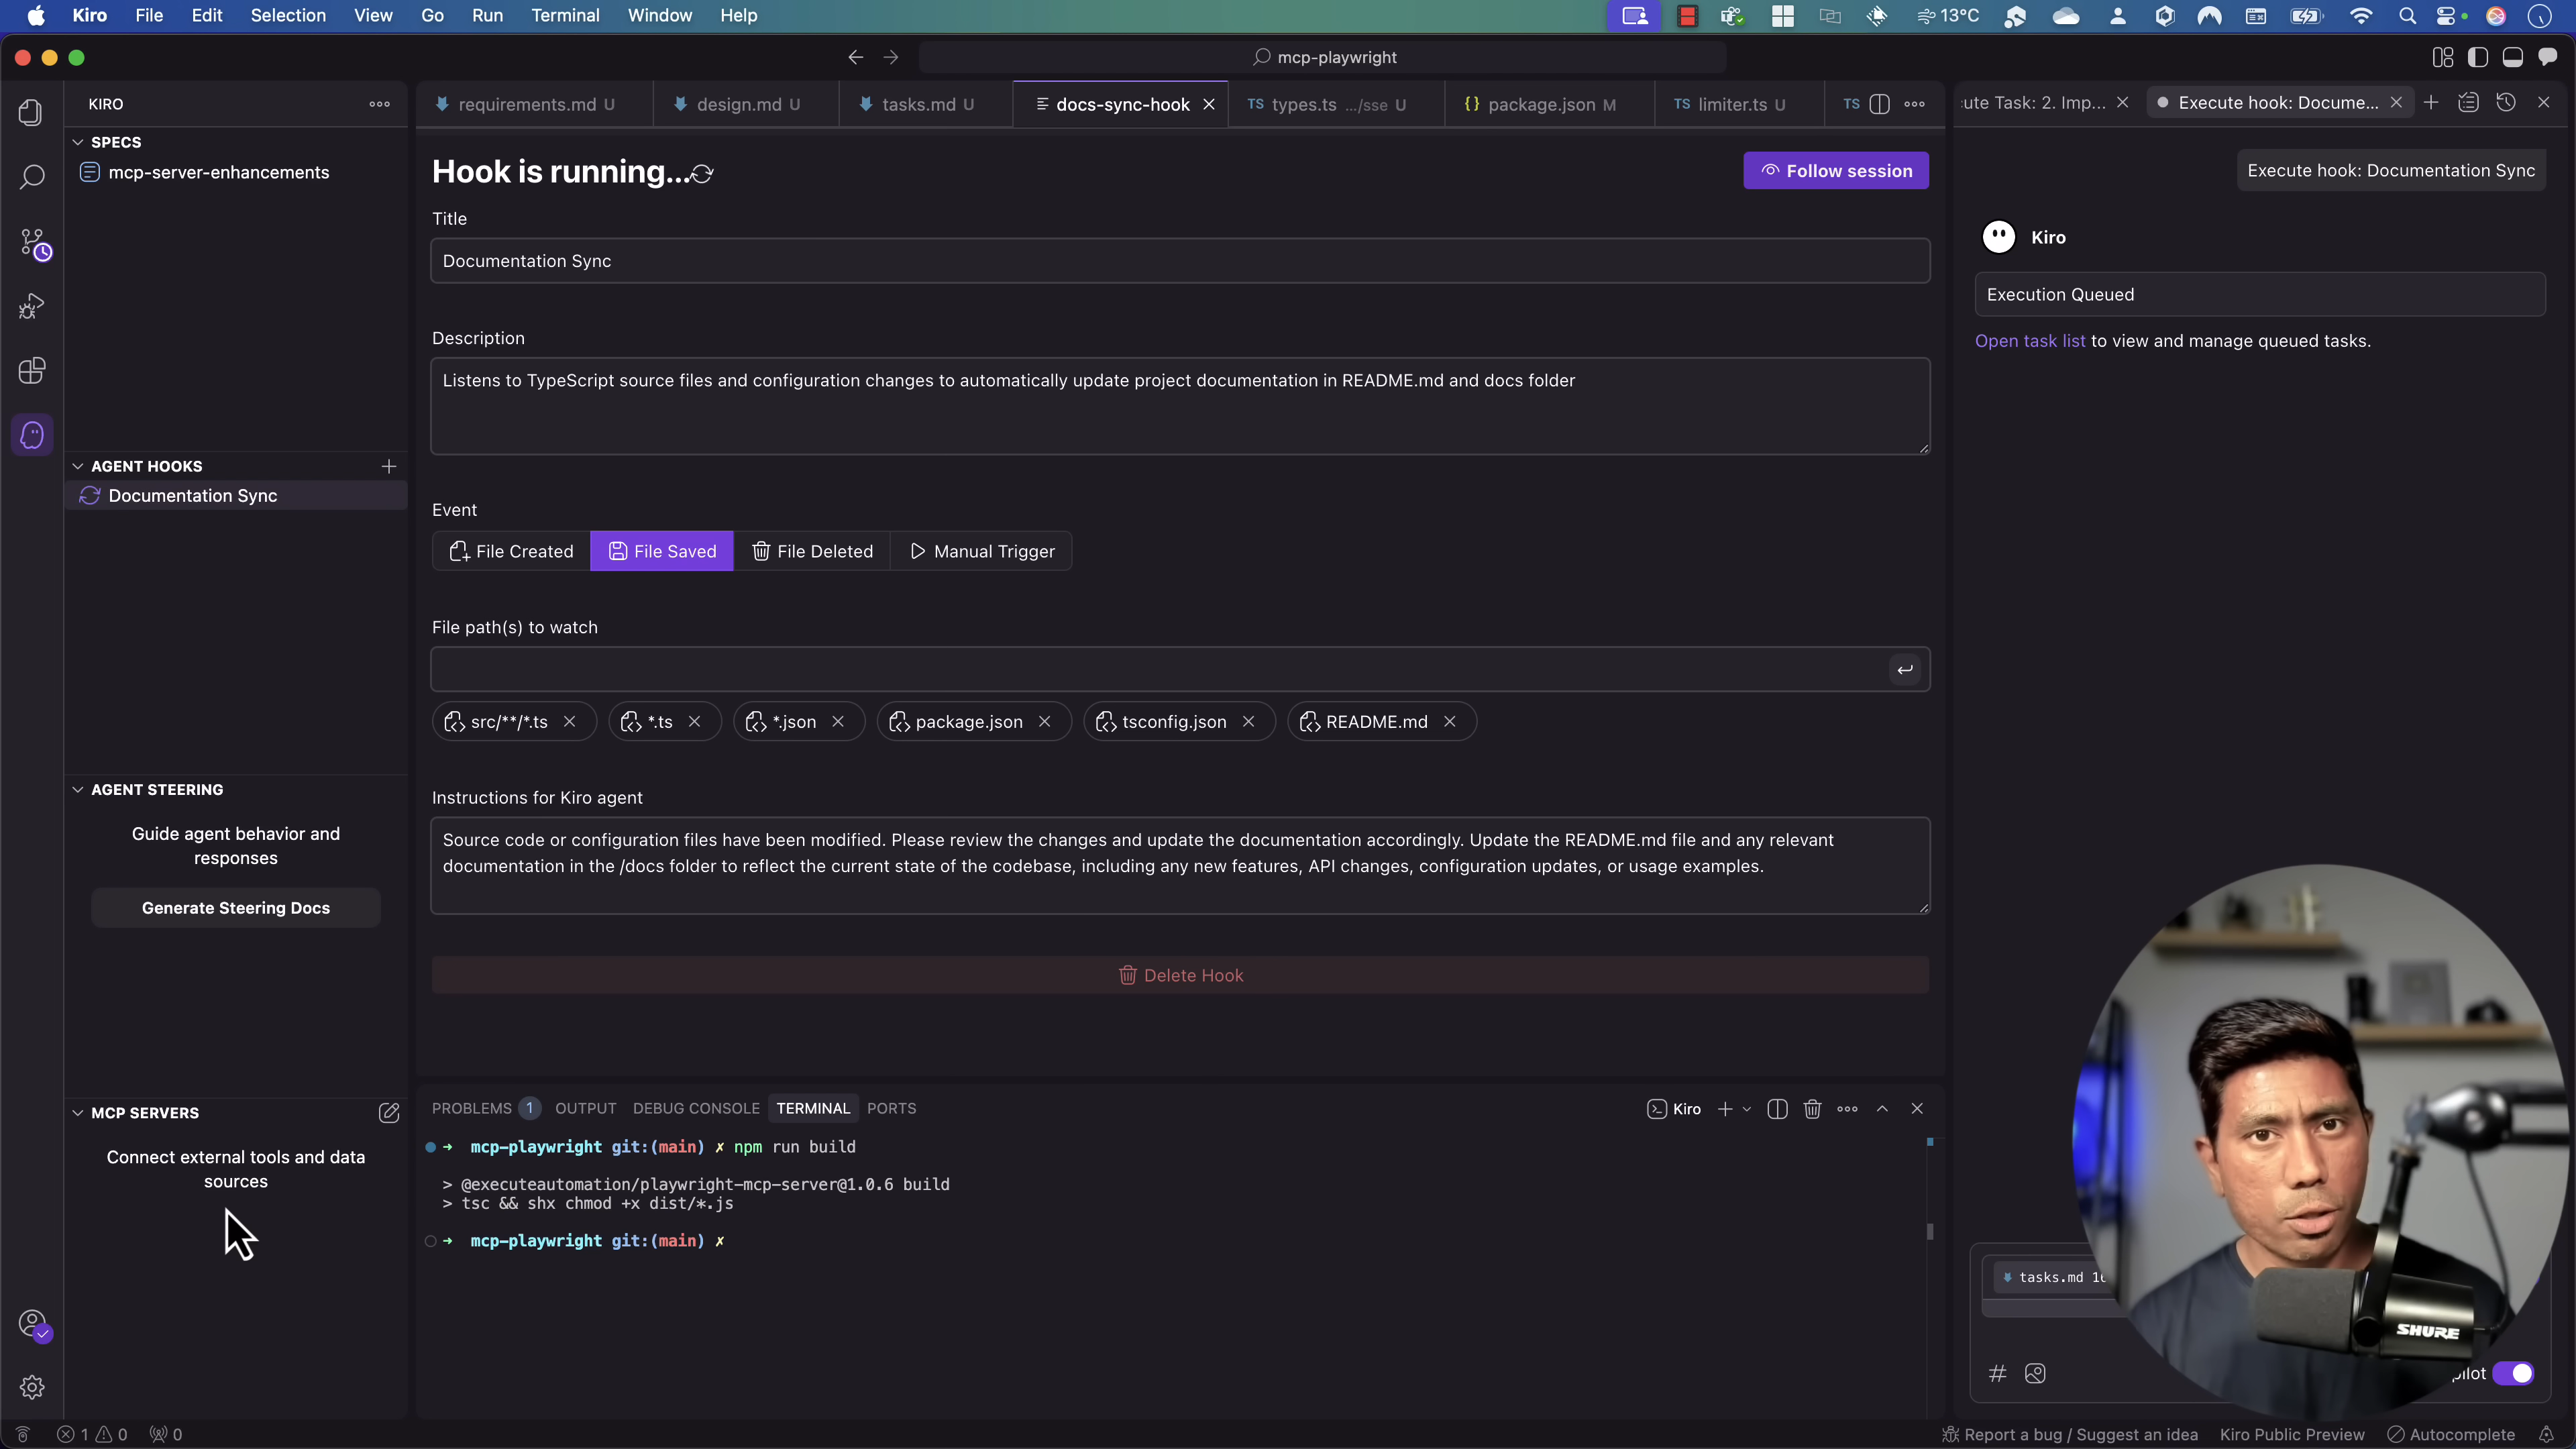 Kiro File Edit Selection View Go Run Terminal Window Help
13°C
mcp-playwright
KIRO
SPECS
mcp-server-enhancements
AGENT HOOKS
Documentation Sync
AGENT STEERING
Guide agent behavior and
responses
Generate Steering Docs
MCP SERVERS
Connect external tools and data
sources
requirements.md U
design.md U
tasks.md U
docs-sync-hook
TS types.ts .../sse U
{} package.json M
TS limiter.ts U
TS
Hook is running...
Follow session
Title
Documentation Sync
Description
Listens to TypeScript source files and configuration changes to automatically update project documentation in README.md and docs folder
Event
File Created
File Saved
File Deleted
Manual Trigger
File path(s) to watch
src/**/*.ts
*.ts
*.json
package.json
tsconfig.json
README.md
Instructions for Kiro agent
Source code or configuration files have been modified. Please review the changes and update the documentation accordingly. Update the README.md file and any relevant
documentation in the /docs folder to reflect the current state of the codebase, including any new features, API changes, configuration updates, or usage examples.
Delete Hook
PROBLEMS 1 OUTPUT DEBUG CONSOLE TERMINAL PORTS
Kiro
mcp-playwright git:(main) ✗ npm run build
> @executeautomation/playwright-mcp-server@1.0.6 build
> tsc && shx chmod +x dist/*.js
mcp-playwright git:(main) ✗
ute Task: 2. Imp...
Execute hook: Docume...
Execute hook: Documentation Sync
Kiro
Execution Queued
Open task list to view and manage queued tasks.
tasks.md
SHURE
pilot
1 0 0
Report a bug / Suggest an idea
Kiro Public Preview
Autocomplete